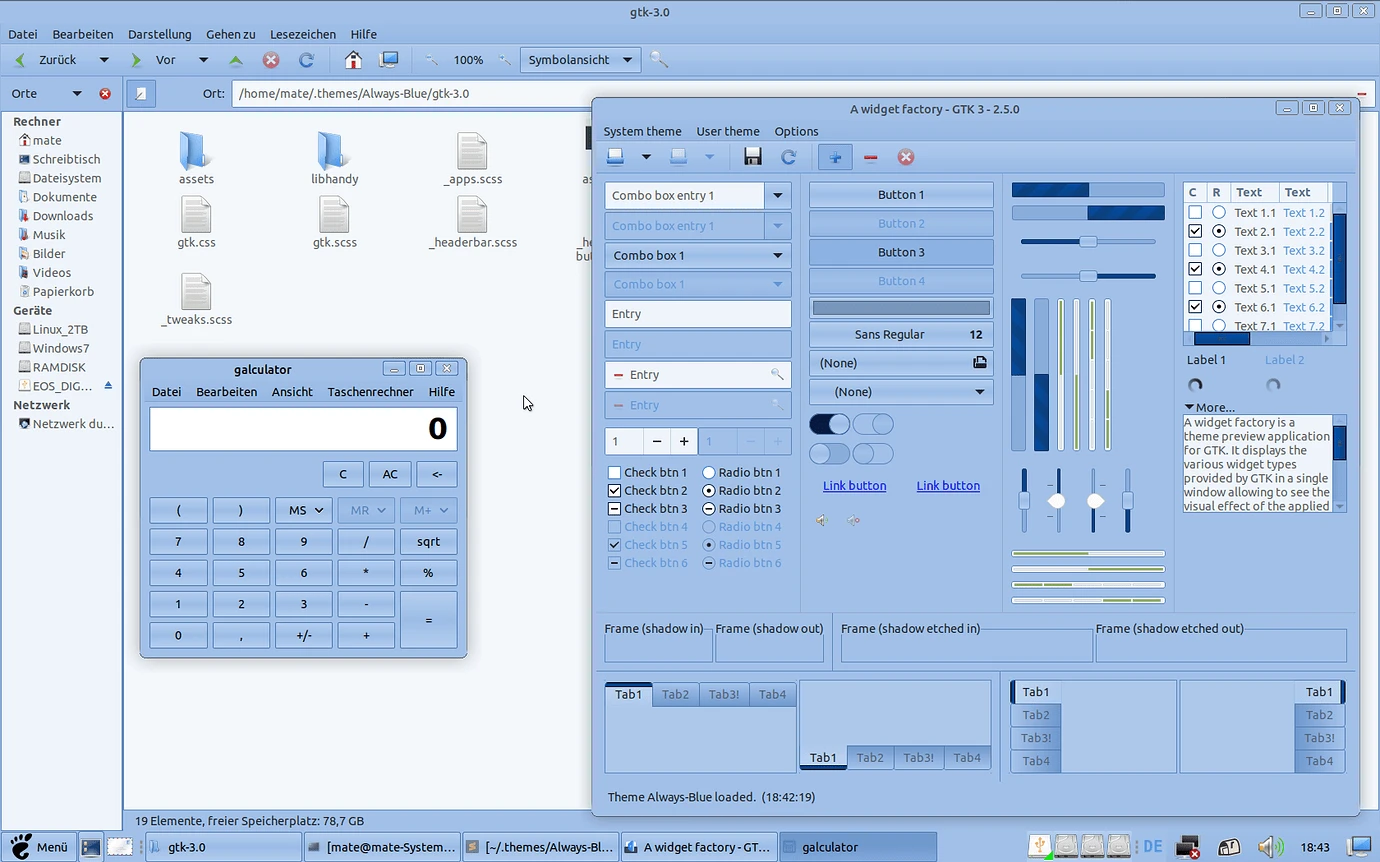 gtk-3.0
Datei Bearbeiten Darstellung Gehen zu Lesezeichen Hilfe
Zurück Vor 100% Symbolansicht
Orte Ort: /home/mate/.themes/Always-Blue/gtk-3.0
Rechner
mate
Schreibtisch
Dateisystem
Dokumente
Downloads
Musik
Bilder
Videos
Papierkorb
Geräte
Linux_2TB
Windows7
RAMDISK
EOS_DIG...
Netzwerk
Netzwerk du...
assets libhandy _apps.scss
gtk.css gtk.scss _headerbar.scss
_tweaks.scss
19 Elemente, freier Speicherplatz: 78,7 GB
galculator
Datei Bearbeiten Ansicht Taschenrechner Hilfe
0
C AC <-
( ) MS MR M+
7 8 9 / sqrt
4 5 6 * %
1 2 3 - =
0 , +/- +
A widget factory - GTK 3 - 2.5.0
System theme User theme Options
Combo box entry 1
Combo box entry 1
Combo box 1
Combo box 1
Entry
Entry
Entry
Entry
1 − + 1 − +
Check btn 1 Radio btn 1
Check btn 2 Radio btn 2
Check btn 3 Radio btn 3
Check btn 4 Radio btn 4
Check btn 5 Radio btn 5
Check btn 6 Radio btn 6
Button 1
Button 2
Button 3
Button 4
Sans Regular 12
(None)
(None)
Link button Link button
C R Text Text
Text 1.1 Text 1.2
Text 2.1 Text 2.2
Text 3.1 Text 3.2
Text 4.1 Text 4.2
Text 5.1 Text 5.2
Text 6.1 Text 6.2
Text 7.1 Text 7.2
Label 1 Label 2
More...
A widget factory is a
theme preview application
for GTK. It displays the
various widget types
provided by GTK in a single
window allowing to see the
visual effect of the applied
Frame (shadow in) Frame (shadow out) Frame (shadow etched in) Frame (shadow etched out)
Tab1 Tab2 Tab3! Tab4
Tab1 Tab2 Tab3! Tab4
Tab1
Tab2
Tab3!
Tab4
Tab1
Tab2
Tab3!
Tab4
Theme Always-Blue loaded. (18:42:19)
Menü gtk-3.0 [mate@mate-System... [~/.themes/Always-Bl... A widget factory - GT... galculator DE 18:43